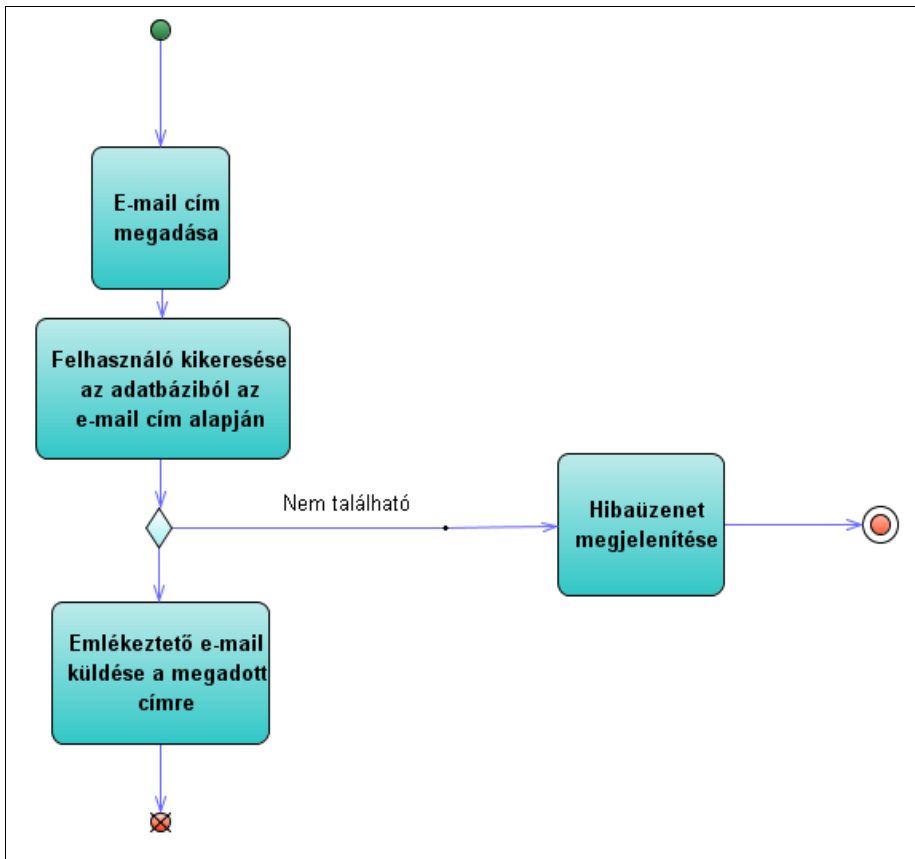 E-mail cím
megadása
Felhasználó kikeresése
az adatbáziból az
e-mail cím alapján
Nem található
Hibaüzenet
megjelenítése
Emlékeztető e-mail
küldése a megadott
címre